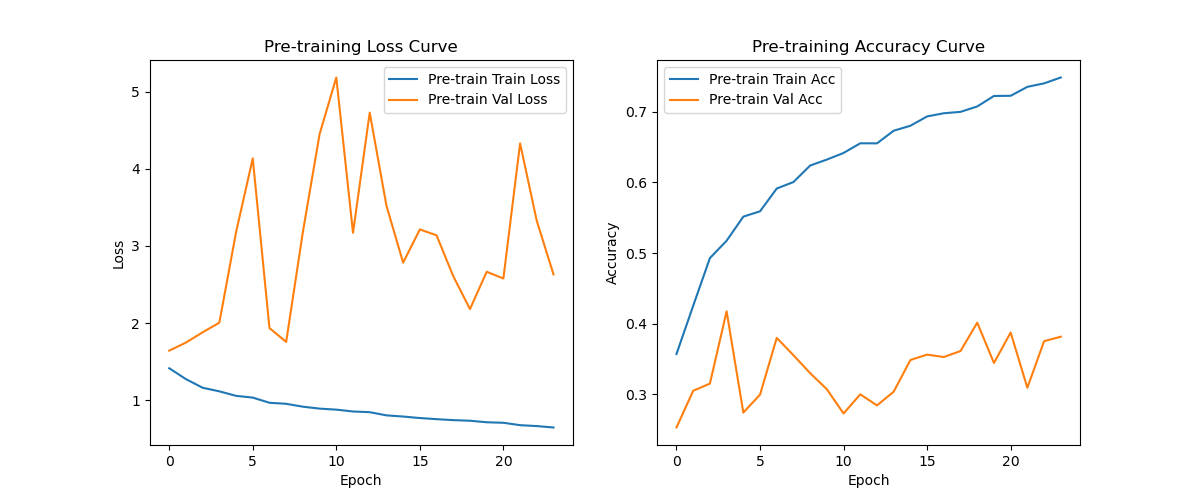 Pre-training Loss Curve
Pre-train Train Loss
Pre-train Val Loss
5
4
3
2
1
Loss
0
5
10
15
20
Epoch
Pre-training Accuracy Curve
Pre-train Train Acc
Pre-train Val Acc
0.7
0.6
0.5
0.4
0.3
Accuracy
0
5
10
15
20
Epoch